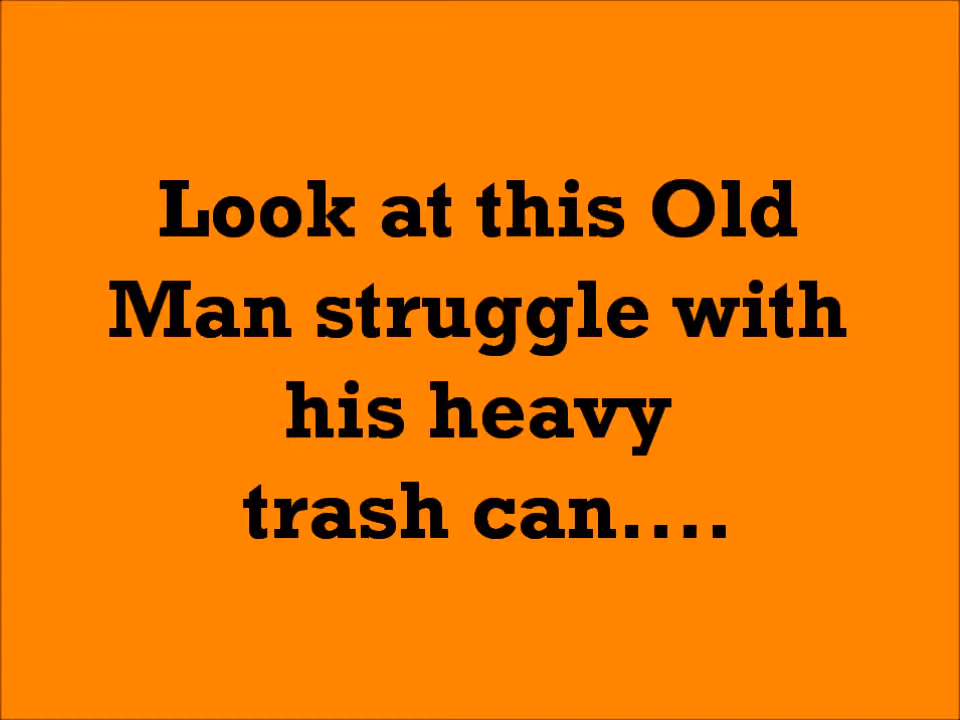 Look at this Old
Man struggle with
his heavy
trash can....